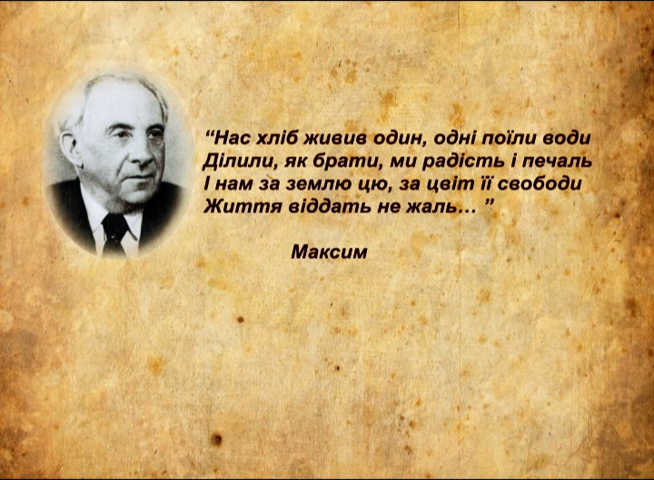 “Нас хліб живив один, одні поїли води
Ділили, як брати, ми радість і печаль
І нам за землю цю, за цвіт її свободи
Життя віддать не жаль... ”
Максим